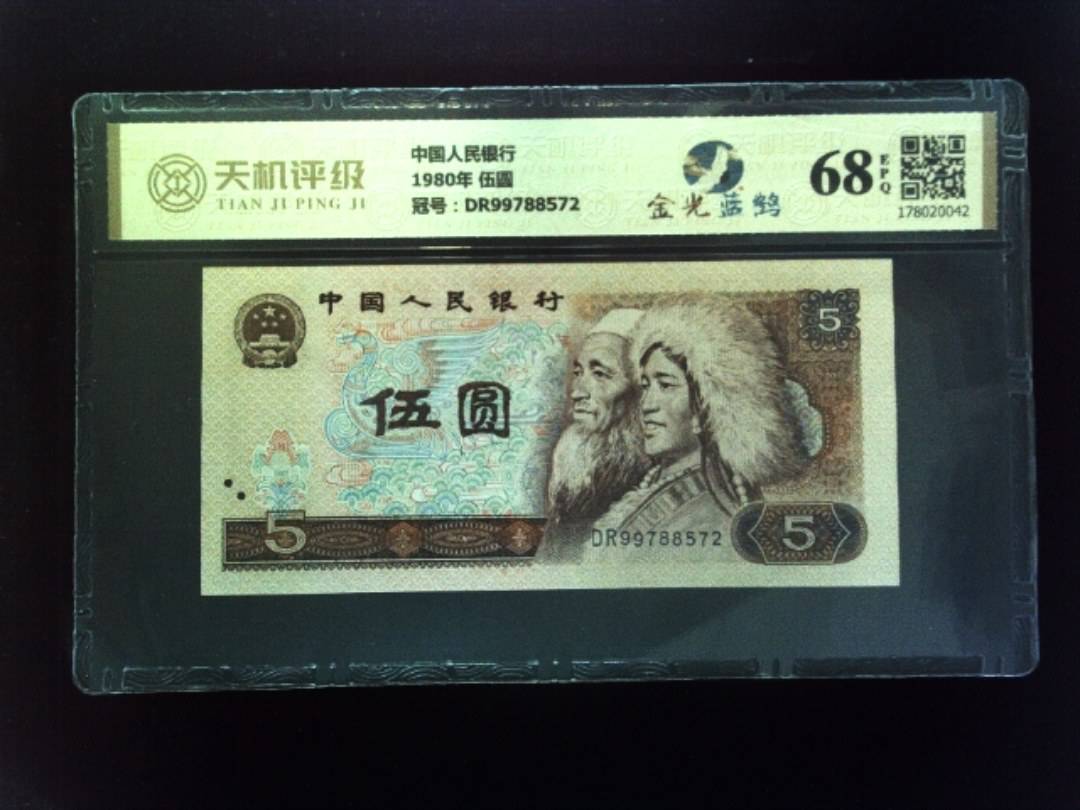 天机评级
TIAN JI PING JI
中国人民银行
1980年 伍圆
冠号：DR99788572
金光蓝鹤
68
EPQ
178020042
中国人民银行
5
伍圆
5
DR99788572
5